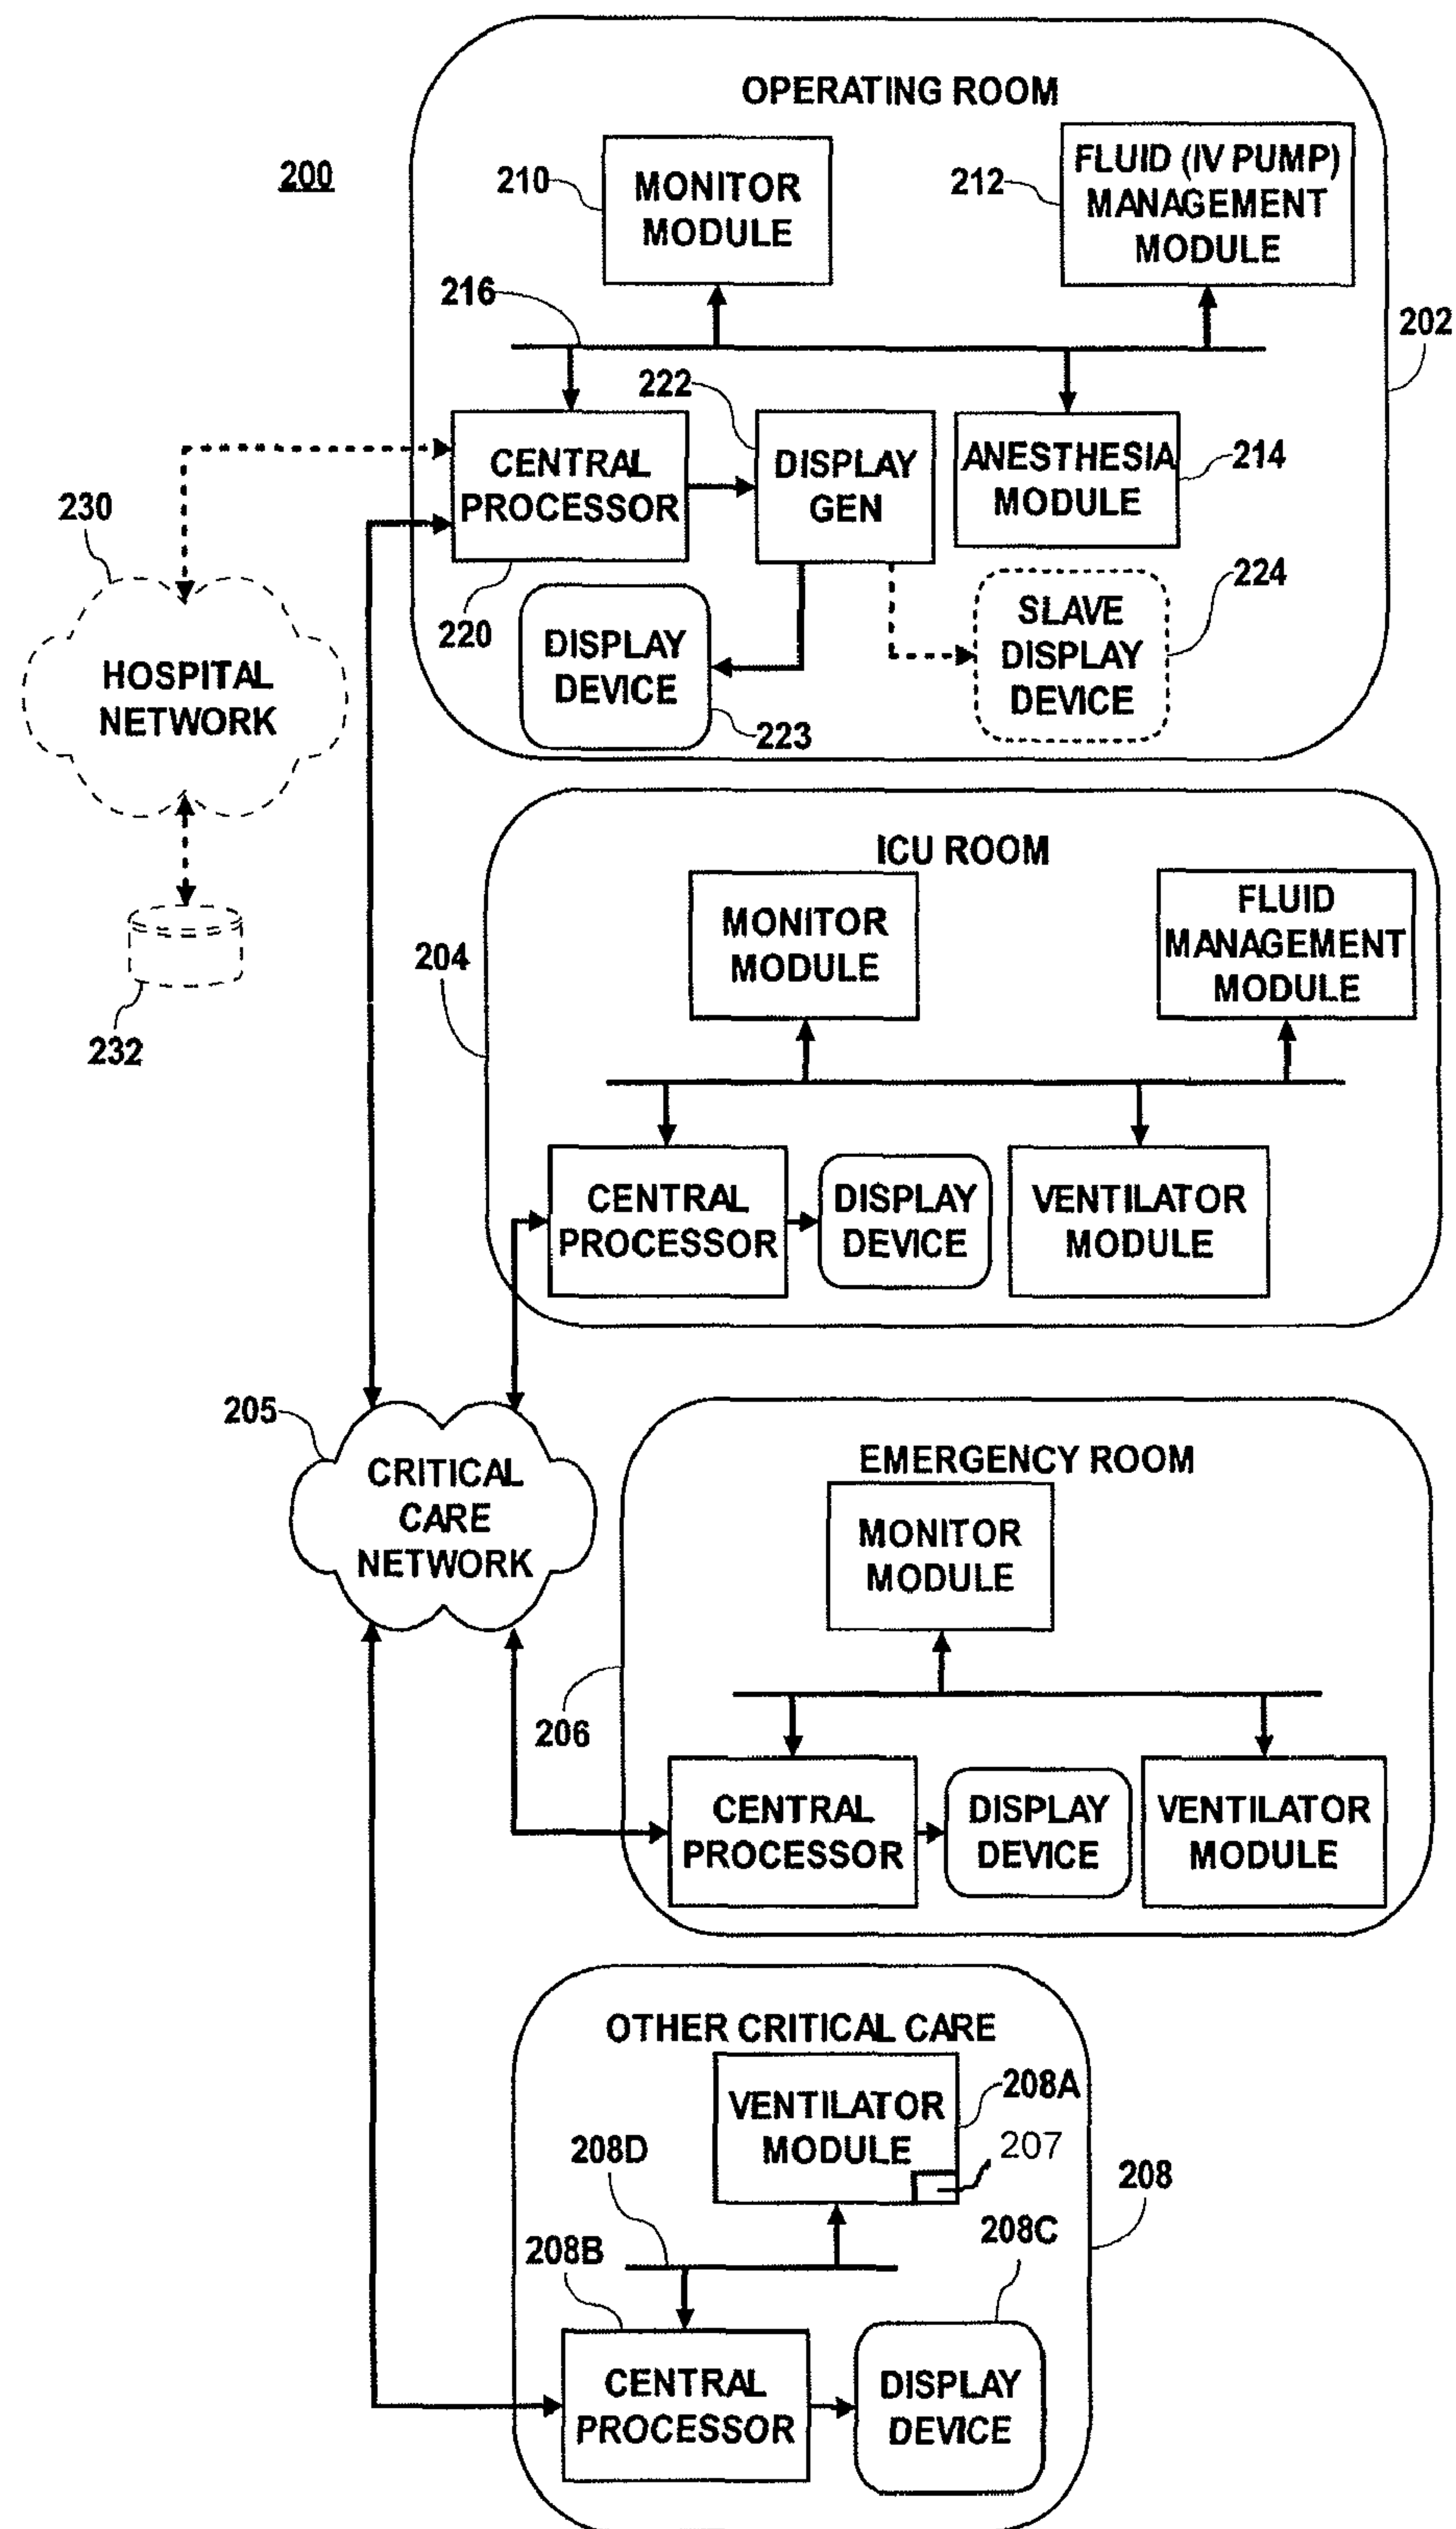 200
OPERATING ROOM
210
MONITOR
MODULE
212
FLUID (IV PUMP)
MANAGEMENT
MODULE
216
202
222
CENTRAL
PROCESSOR
220
DISPLAY
GEN
ANESTHESIA
MODULE
214
230
HOSPITAL
NETWORK
232
DISPLAY
DEVICE
223
SLAVE
DISPLAY
DEVICE
224
ICU ROOM
204
MONITOR
MODULE
FLUID
MANAGEMENT
MODULE
CENTRAL
PROCESSOR
DISPLAY
DEVICE
VENTILATOR
MODULE
205
CRITICAL
CARE
NETWORK
EMERGENCY ROOM
206
MONITOR
MODULE
CENTRAL
PROCESSOR
DISPLAY
DEVICE
VENTILATOR
MODULE
OTHER CRITICAL CARE
VENTILATOR
MODULE
208A
207
208D
208
208B
208C
CENTRAL
PROCESSOR
DISPLAY
DEVICE